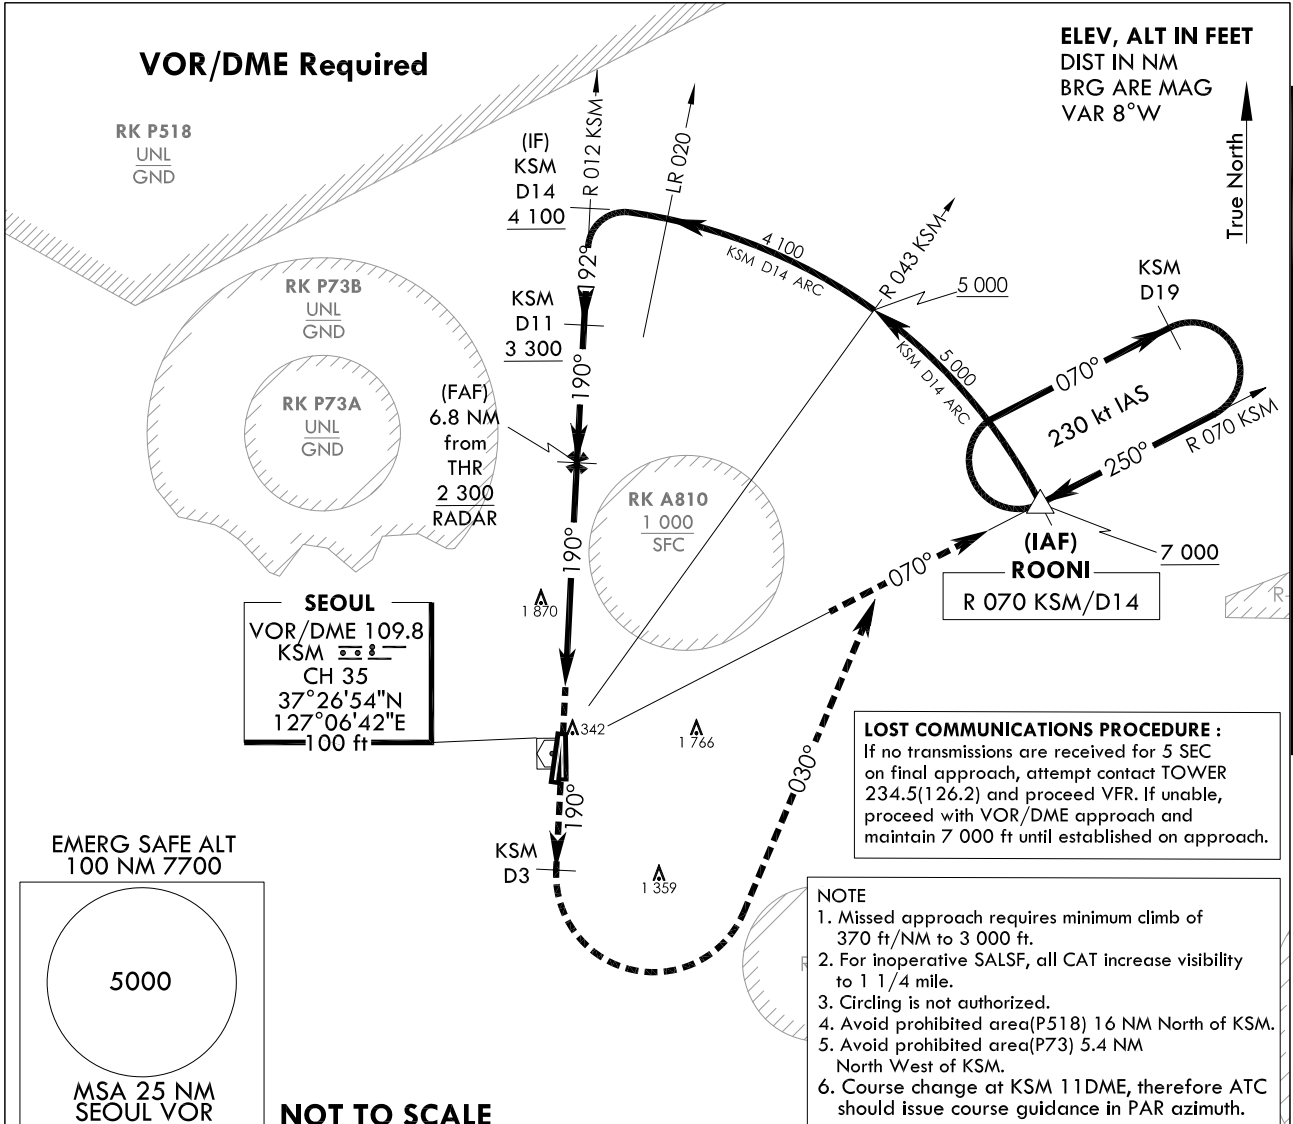 VOR/DME Required
ELEV, ALT IN FEET
DIST IN NM
BRG ARE MAG
VAR 8°W
True North
RK P518
UNL
GND
(IF)
KSM
D14
4 100
R 012 KSM
LR 020
4 100
KSM D14 ARC
R 043 KSM
5 000
KSM
D19
5 000
KSM D14 ARC
070°
230 kt IAS
250°
R 070 KSM
192°
KSM
D11
3 300
190°
RK P73B
UNL
GND
RK P73A
UNL
GND
(FAF)
6.8 NM
from
THR
2 300
RADAR
RK A810
1 000
SFC
190°
070°
7 000
(IAF)
ROONI
R 070 KSM/D14
R-
1 870
SEOUL
VOR/DME 109.8
KSM
CH 35
37°26'54"N
127°06'42"E
100 ft
342
1 766
030°
190°
KSM
D3
1 359
LOST COMMUNICATIONS PROCEDURE :
If no transmissions are received for 5 SEC
on final approach, attempt contact TOWER
234.5(126.2) and proceed VFR. If unable,
proceed with VOR/DME approach and
maintain 7 000 ft until established on approach.
EMERG SAFE ALT
100 NM 7700
5000
MSA 25 NM
SEOUL VOR
NOT TO SCALE
R
NOTE
1. Missed approach requires minimum climb of
370 ft/NM to 3 000 ft.
2. For inoperative SALSF, all CAT increase visibility
to 1 1/4 mile.
3. Circling is not authorized.
4. Avoid prohibited area(P518) 16 NM North of KSM.
5. Avoid prohibited area(P73) 5.4 NM
North West of KSM.
6. Course change at KSM 11DME, therefore ATC
should issue course guidance in PAR azimuth.